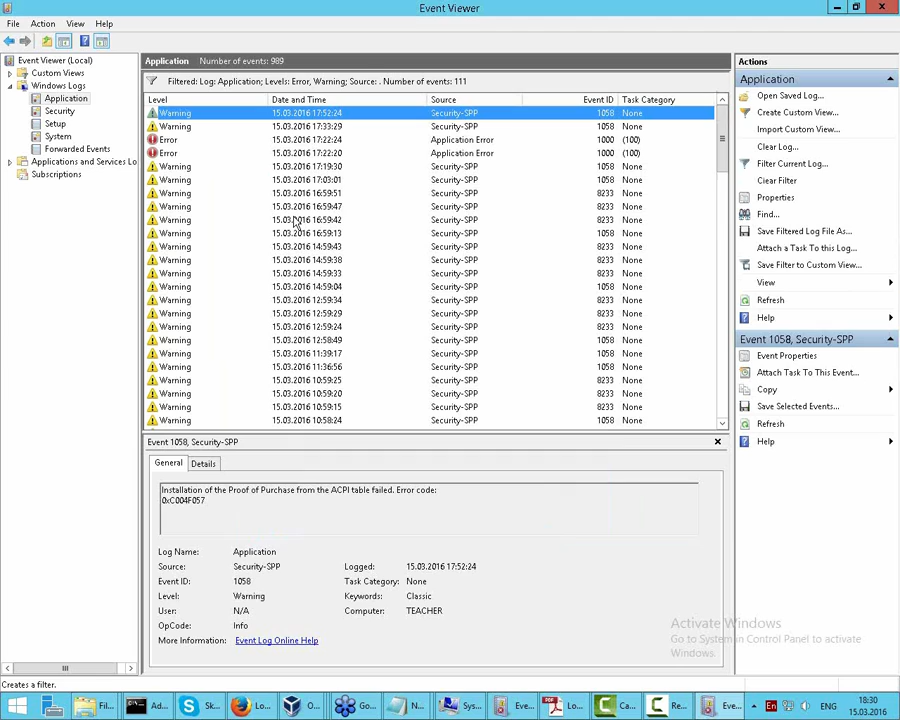 Event Viewer
File Action View Help
Event Viewer (Local)
Custom Views
Windows Logs
Application
Security
Setup
System
Forwarded Events
Applications and Services Lo
Subscriptions
Application Number of events: 989
Filtered: Log: Application; Levels: Error, Warning; Source: . Number of events: 111
Level Date and Time Source Event ID Task Category
Warning 15.03.2016 17:52:24 Security-SPP 1058 None
Warning 15.03.2016 17:33:29 Security-SPP 1058 None
Error 15.03.2016 17:22:24 Application Error 1000 (100)
Error 15.03.2016 17:22:20 Application Error 1000 (100)
Warning 15.03.2016 17:19:30 Security-SPP 1058 None
Warning 15.03.2016 17:03:01 Security-SPP 1058 None
Warning 15.03.2016 16:59:51 Security-SPP 8233 None
Warning 15.03.2016 16:59:47 Security-SPP 8233 None
Warning 15.03.2016 16:59:42 Security-SPP 8233 None
Warning 15.03.2016 16:59:13 Security-SPP 1058 None
Warning 15.03.2016 14:59:43 Security-SPP 8233 None
Warning 15.03.2016 14:59:38 Security-SPP 8233 None
Warning 15.03.2016 14:59:33 Security-SPP 8233 None
Warning 15.03.2016 14:59:04 Security-SPP 1058 None
Warning 15.03.2016 12:59:34 Security-SPP 8233 None
Warning 15.03.2016 12:59:29 Security-SPP 8233 None
Warning 15.03.2016 12:59:24 Security-SPP 8233 None
Warning 15.03.2016 12:58:49 Security-SPP 1058 None
Warning 15.03.2016 11:39:17 Security-SPP 1058 None
Warning 15.03.2016 11:36:56 Security-SPP 1058 None
Warning 15.03.2016 10:59:25 Security-SPP 8233 None
Warning 15.03.2016 10:59:20 Security-SPP 8233 None
Warning 15.03.2016 10:59:15 Security-SPP 8233 None
Warning 15.03.2016 10:58:24 Security-SPP 1058 None
Event 1058, Security-SPP
General Details
Installation of the Proof of Purchase from the ACPI table failed. Error code:
0xC004F057
Log Name: Application
Source: Security-SPP Logged: 15.03.2016 17:52:24
Event ID: 1058 Task Category: None
Level: Warning Keywords: Classic
User: N/A Computer: TEACHER
OpCode: Info
More Information: Event Log Online Help
Actions
Application
Open Saved Log...
Create Custom View...
Import Custom View...
Clear Log...
Filter Current Log...
Clear Filter
Properties
Find...
Save Filtered Log File As...
Attach a Task To this Log...
Save Filter to Custom View...
View
Refresh
Help
Event 1058, Security-SPP
Event Properties
Attach Task To This Event...
Copy
Save Selected Events...
Refresh
Help
Activate Windows
Go to System in Control Panel to activate
Windows.
Creates a filter.
Fil... Ad... Sk... Lo... O... Go... N... Sys... Eve... Lo... Ca... Re... Eve... En ENG 18:30
15.03.2016